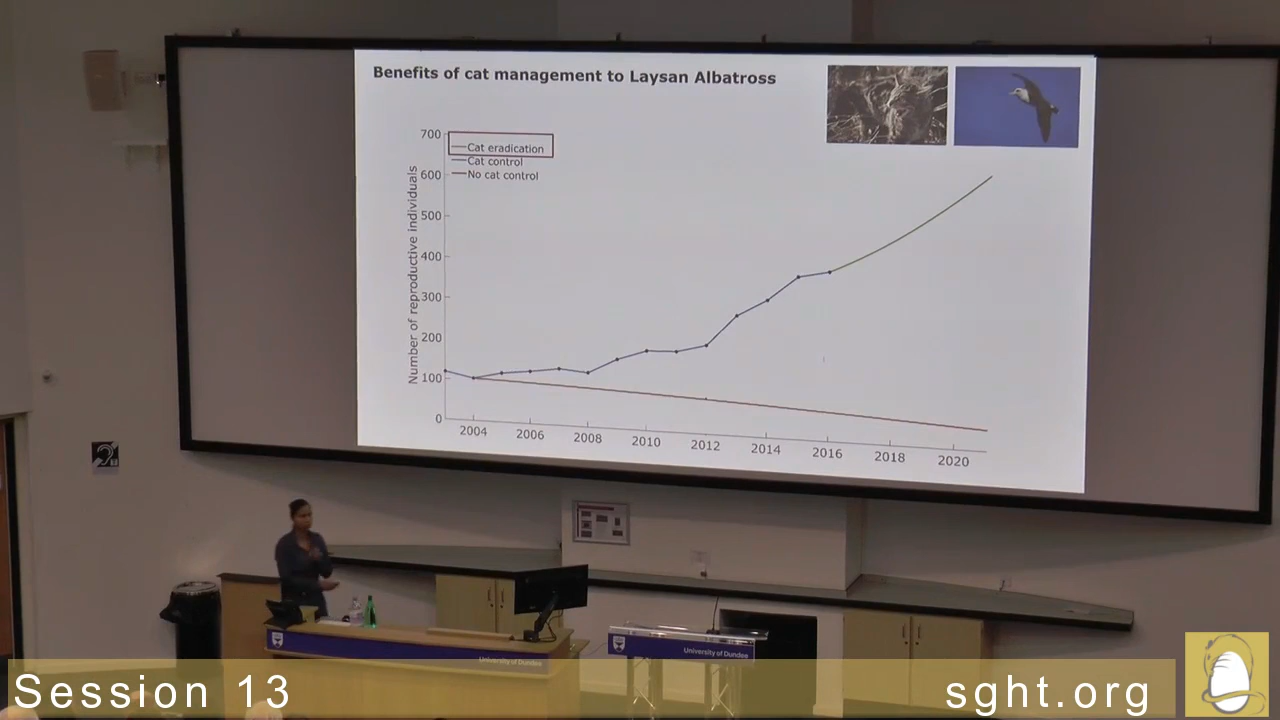 Benefits of cat management to Laysan Albatross
Number of reproductive individuals
700
600
500
400
300
200
100
0
Cat eradication
Cat control
No cat control
2004 2006 2008 2010 2012 2014 2016 2018 2020
University of Dundee
University of Dundee
Session 13
sght.org